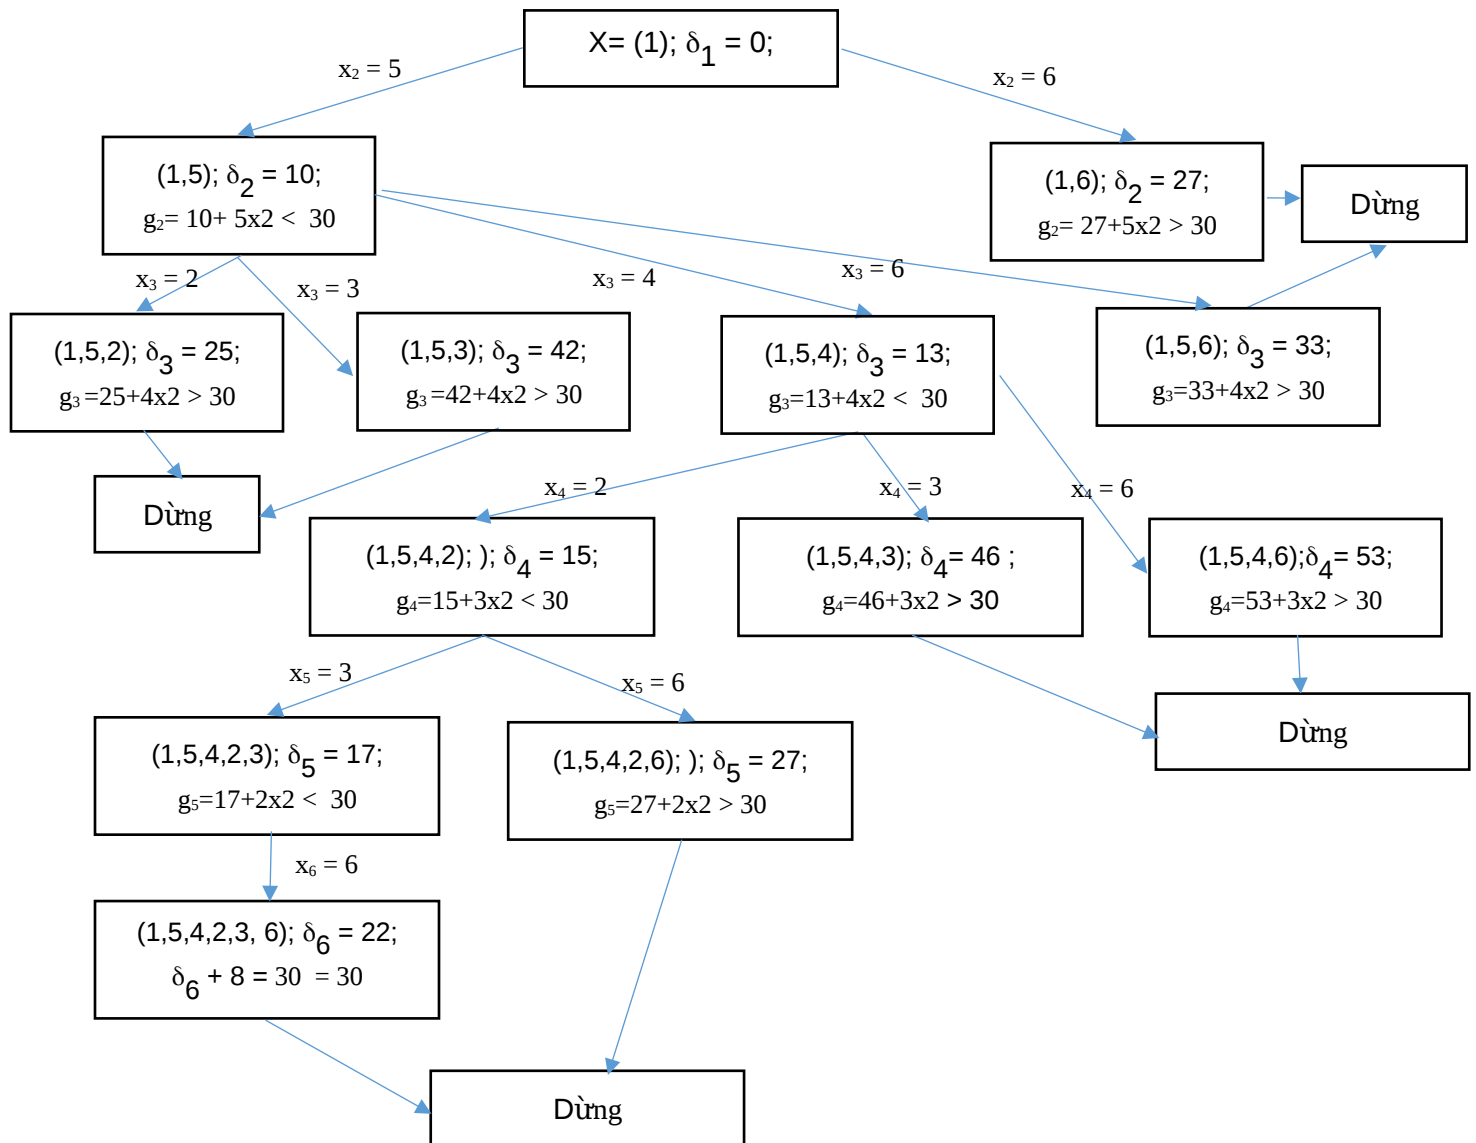 X= (1); δ1 = 0;
x2 = 5
x2 = 6
(1,5); δ2 = 10;
g2= 10+ 5x2 <  30
(1,6); δ2 = 27;
g2= 27+5x2 > 30
Dừng
x3 = 2
x3 = 3
x3 = 4
x3 = 6
(1,5,2); δ3 = 25;
g3 =25+4x2 > 30
(1,5,3); δ3 = 42;
g3 =42+4x2 > 30
(1,5,4); δ3 = 13;
g3=13+4x2 <  30
(1,5,6); δ3 = 33;
g3=33+4x2 > 30
Dừng
x4 = 2
x4 = 3
x4 = 6
(1,5,4,2); ); δ4 = 15;
g4=15+3x2 < 30
(1,5,4,3); δ4= 46 ;
g4=46+3x2 > 30
(1,5,4,6);δ4= 53;
g4=53+3x2 > 30
x5 = 3
x5 = 6
Dừng
(1,5,4,2,3); δ5 = 17;
g5=17+2x2 <  30
(1,5,4,2,6); ); δ5 = 27;
g5=27+2x2 > 30
x6 = 6
(1,5,4,2,3, 6); δ6 = 22;
δ6 + 8 = 30  = 30
Dừng